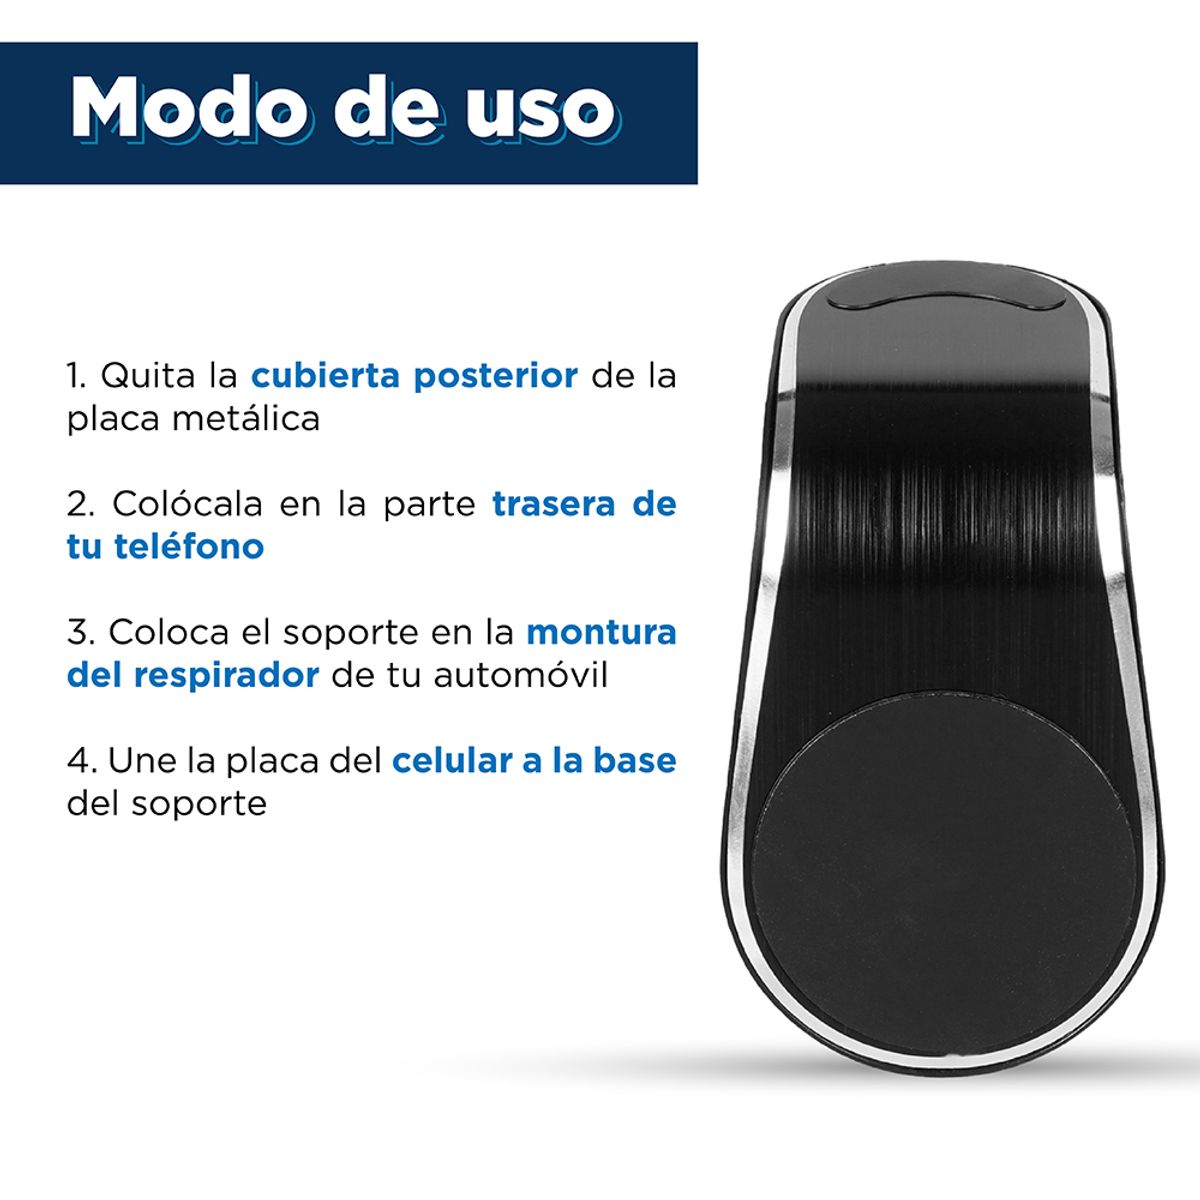 Modo de uso
1. Quita la cubierta posterior de la
placa metálica
2. Colócala en la parte trasera de
tu teléfono
3. Coloca el soporte en la montura
del respirador de tu automóvil
4. Une la placa del celular a la base
del soporte